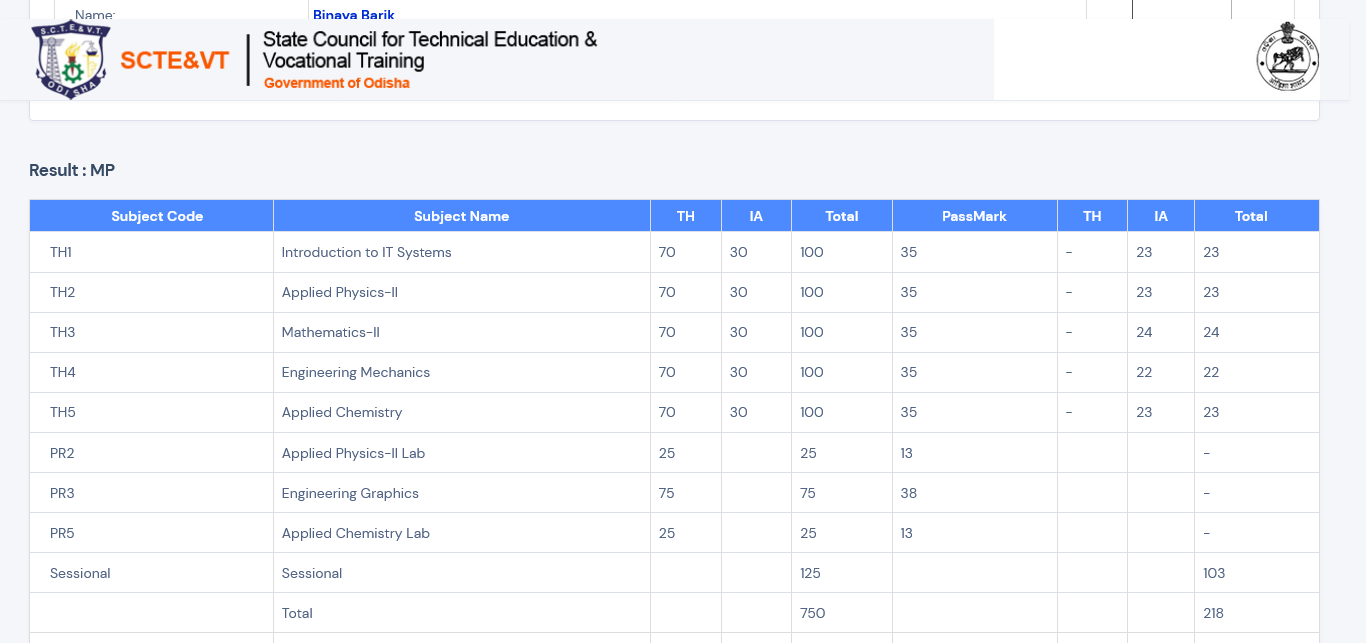 Name: Binaya Barik
S.C.T.E.&V.T.
ODISHA
SCTE&VT
State Council for Technical Education &
Vocational Training
Government of Odisha
Result : MP
Subject Code Subject Name TH IA Total PassMark TH IA Total
TH1 Introduction to IT Systems 70 30 100 35 - 23 23
TH2 Applied Physics-II 70 30 100 35 - 23 23
TH3 Mathematics-II 70 30 100 35 - 24 24
TH4 Engineering Mechanics 70 30 100 35 - 22 22
TH5 Applied Chemistry 70 30 100 35 - 23 23
PR2 Applied Physics-II Lab 25 25 13 -
PR3 Engineering Graphics 75 75 38 -
PR5 Applied Chemistry Lab 25 25 13 -
Sessional Sessional 125 103
Total 750 218